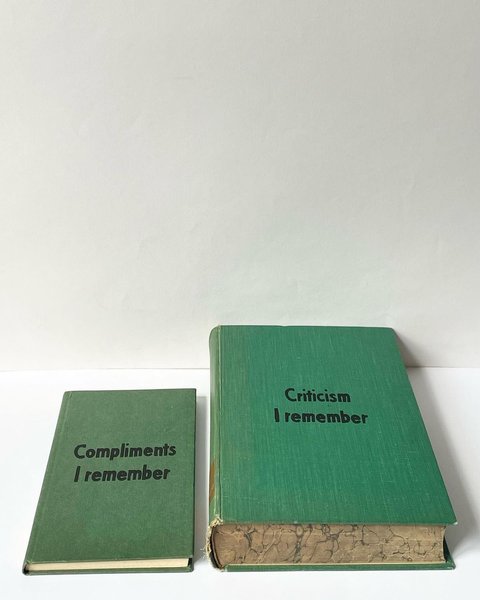 Compliments
I remember
Criticism
I remember